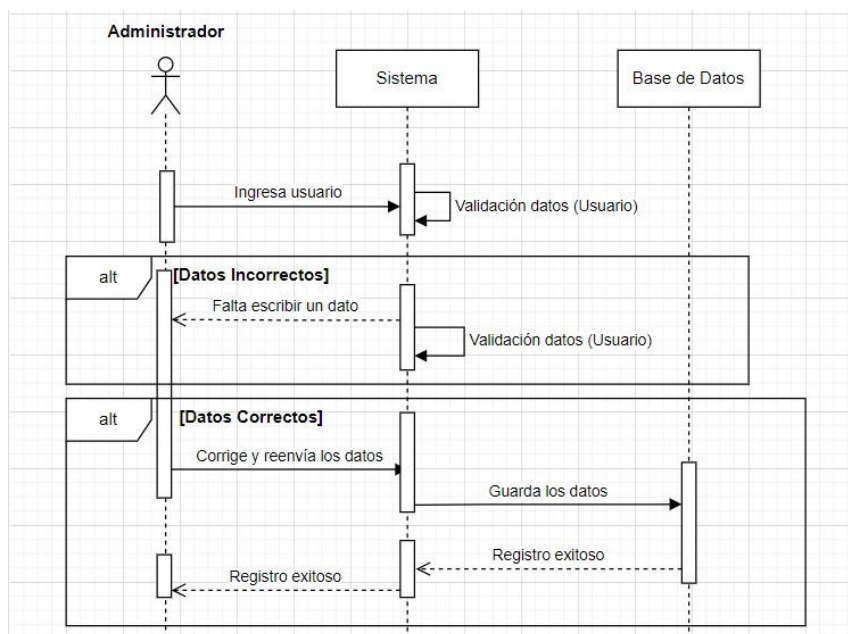 Administrador
Sistema
Base de Datos
Ingresa usuario
Validación datos (Usuario)
alt
[Datos Incorrectos]
Falta escribir un dato
Validación datos (Usuario)
alt
[Datos Correctos]
Corrige y reenvía los datos
Guarda los datos
Registro exitoso
Registro exitoso